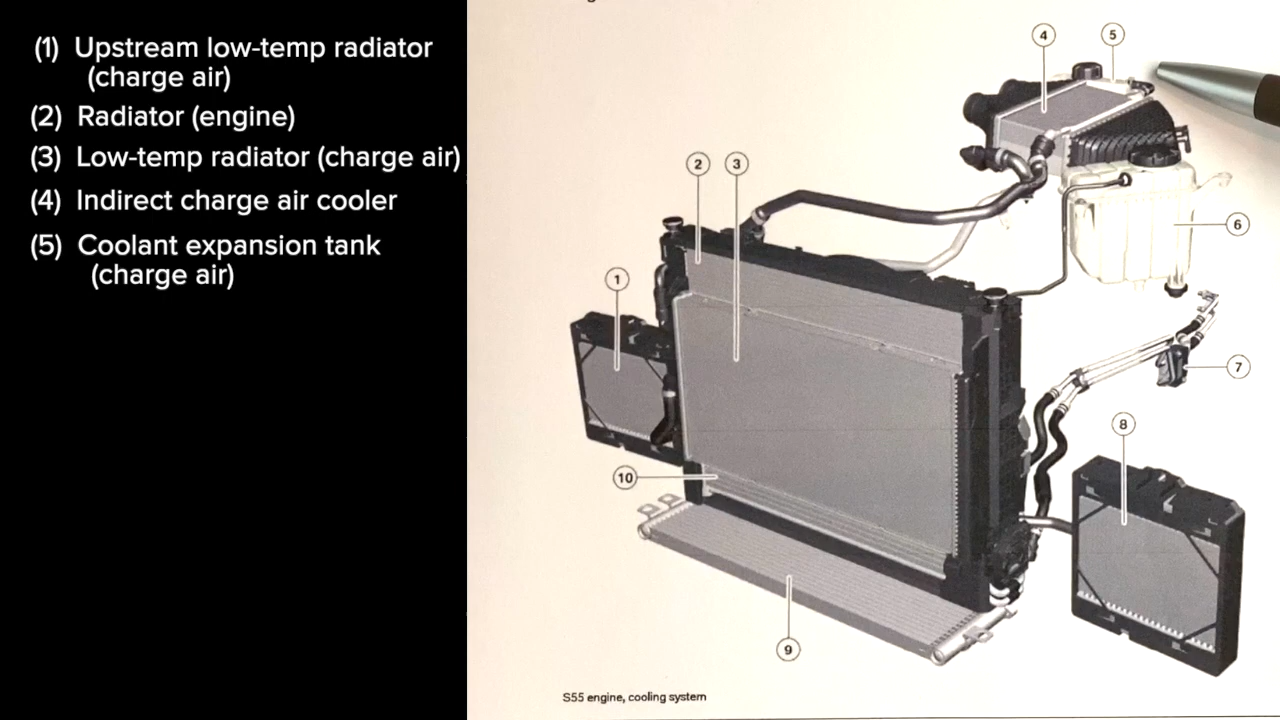 (1) Upstream low-temp radiator
(charge air)
(2) Radiator (engine)
(3) Low-temp radiator (charge air)
(4) Indirect charge air cooler
(5) Coolant expansion tank
(charge air)
4
5
2
3
6
1
7
8
10
9
S55 engine, cooling system